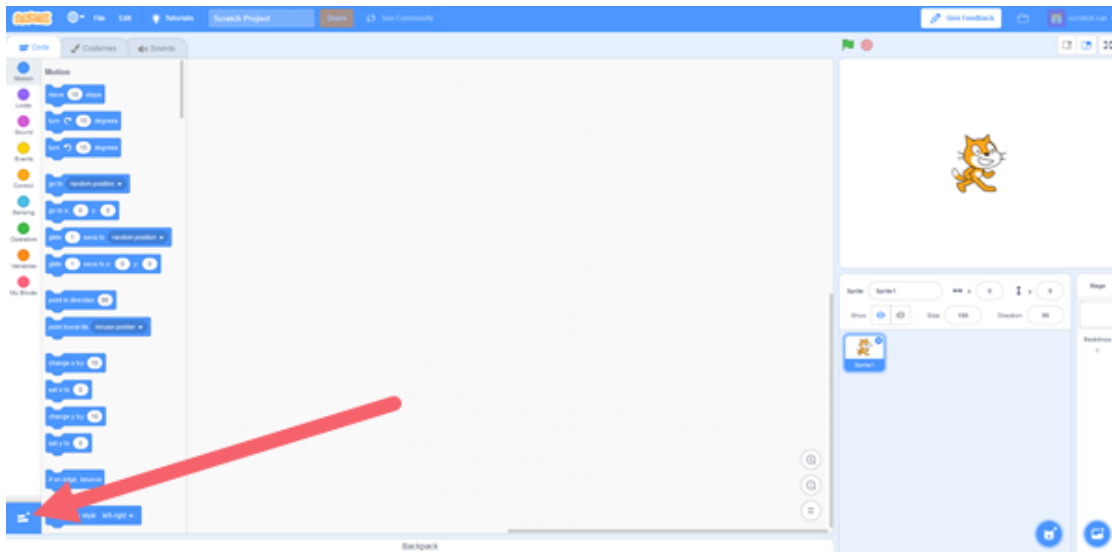 SCRATCH File Edit Tutorials Scratch Project Share See Community Give Feedback scratch-cat
Code Costumes Sounds
Motion
Looks
Sound
Events
Control
Sensing
Operators
Variables
My Blocks
Motion
move 10 steps
turn 15 degrees
turn 15 degrees
go to random position
go to x: 0 y: 0
glide 1 secs to random position
glide 1 secs to x: 0 y: 0
point in direction 90
point towards mouse-pointer
change x by 10
set x to 0
change y by 10
set y to 0
if on edge, bounce
style left-right
Backpack
Sprite Sprite1 x 0 y 0
Show Size 100 Direction 90
Sprite1
Stage
Backdrops